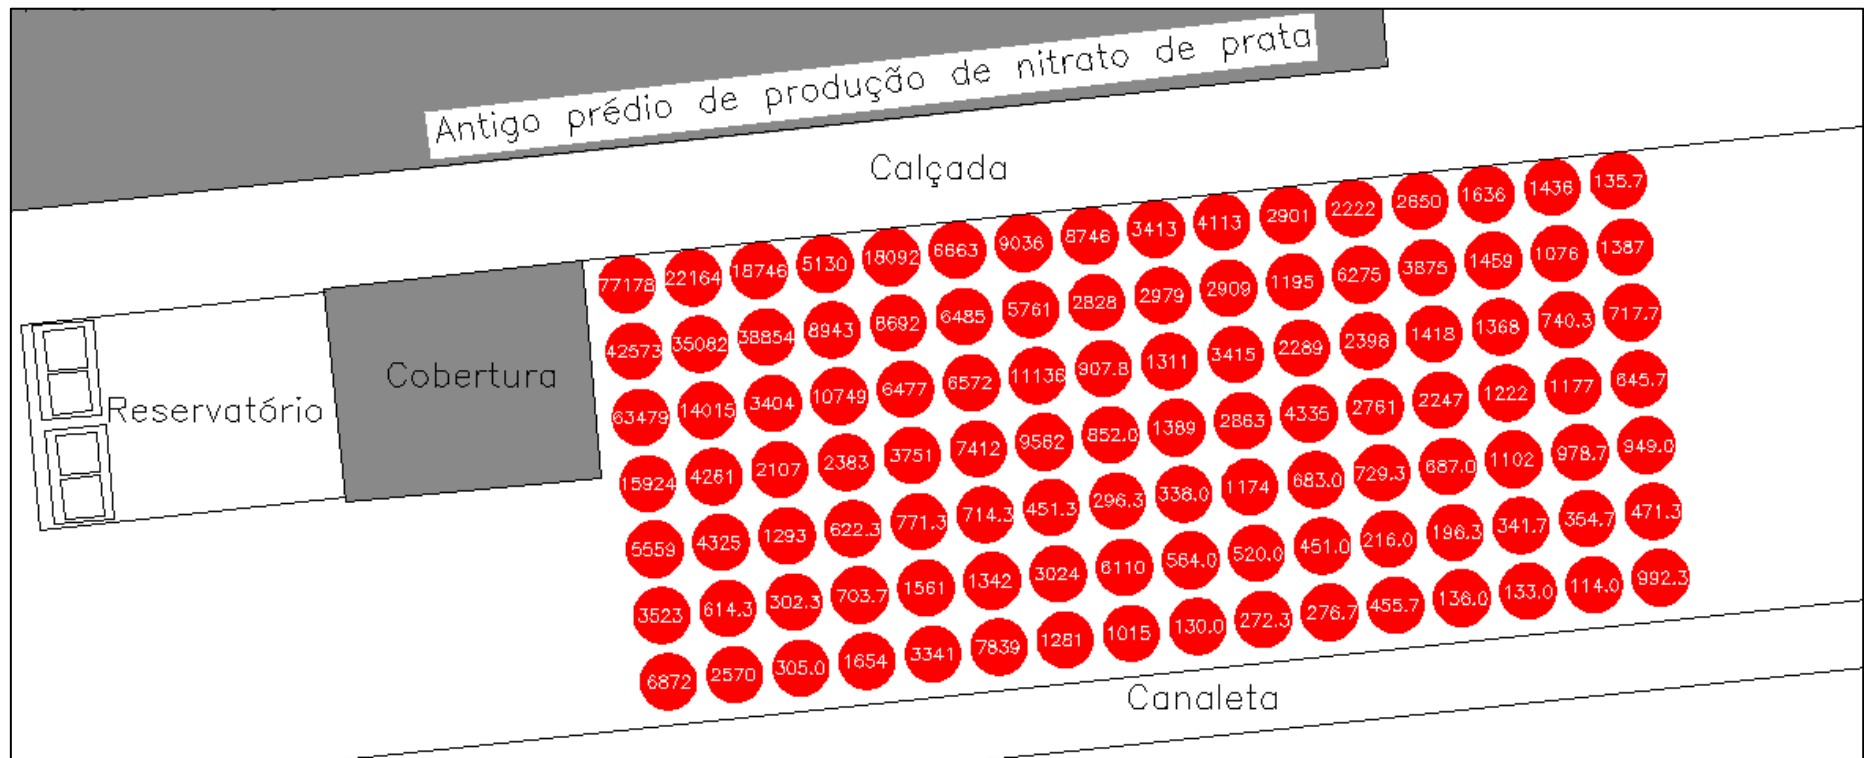 Antigo prédio de produção de nitrato de prata
Calçada
77178 22164 18746 5130 18092 6663 9036 8746 3413 4113 2901 2222 2650 1636 1436 135.7
42573 35082 38854 8943 8692 6485 5761 2828 2979 2909 1195 6275 3875 1459 1076 1387
63479 14015 3404 10749 6477 6572 11136 907.8 1311 3415 2289 2398 1418 1368 740.3 717.7
15924 4261 2107 2383 3751 7412 9562 852.0 1389 2863 4335 2761 2247 1222 1177 645.7
5559 4325 1293 622.3 771.3 714.3 451.3 296.3 336.0 1174 683.0 729.3 687.0 1102 978.7 949.0
3523 614.3 302.3 703.7 1561 1342 3024 6110 564.0 520.0 451.0 216.0 196.3 341.7 354.7 471.3
6872 2570 305.0 1654 3341 7839 1281 1015 130.0 272.3 276.7 455.7 136.0 133.0 114.0 992.3
Cobertura
Reservatório
Canaleta